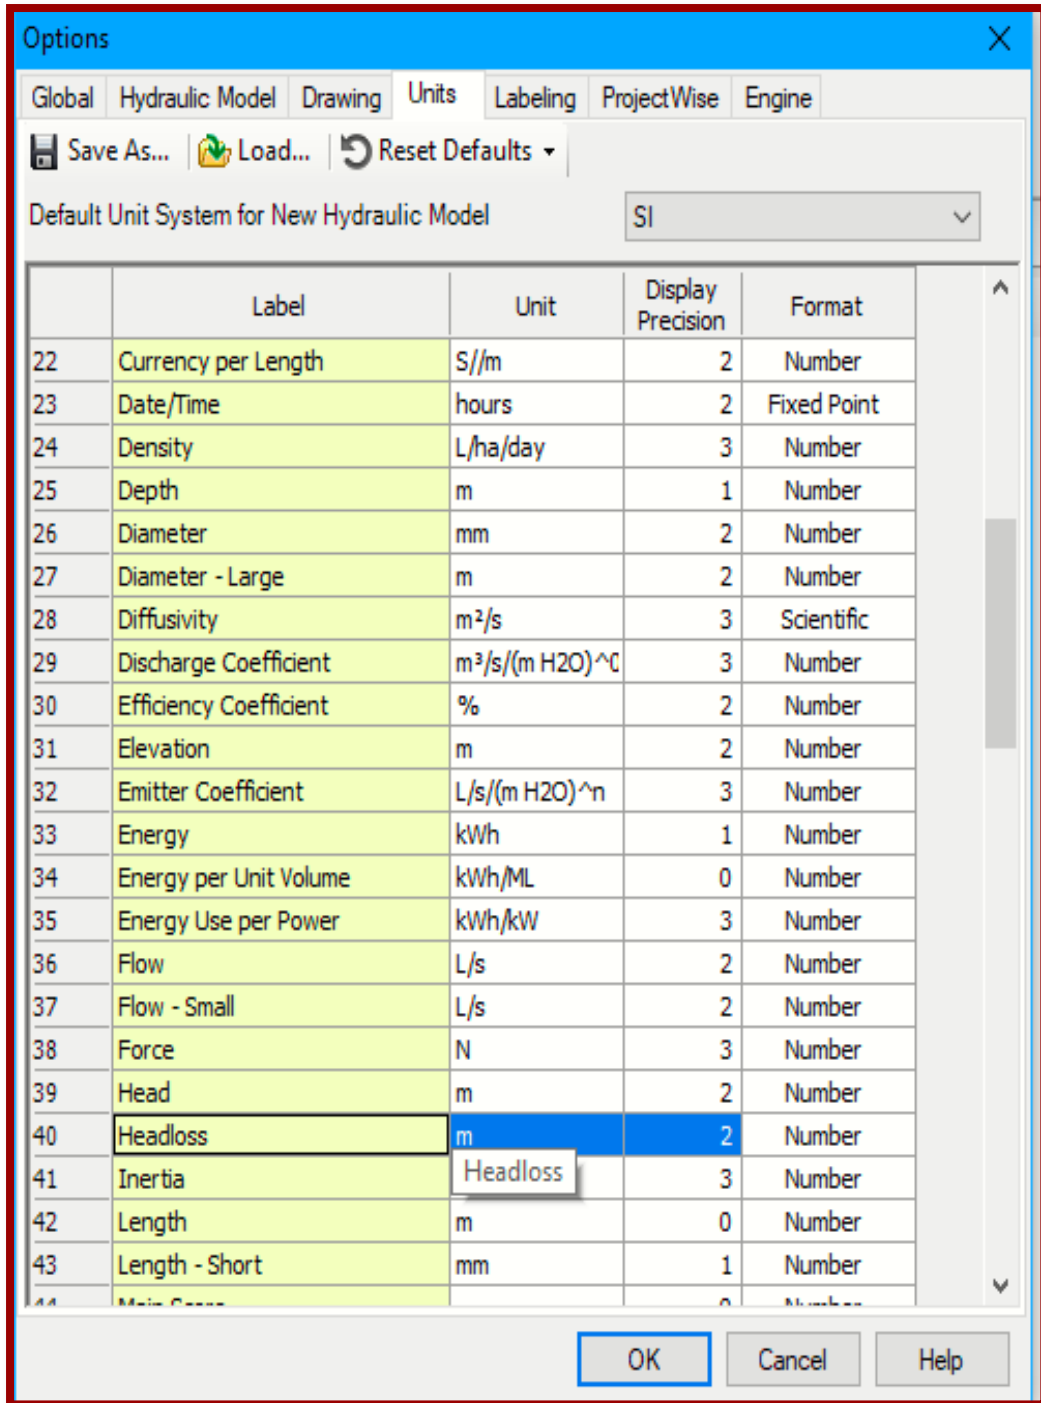 Options
Global Hydraulic Model Drawing Units Labeling ProjectWise Engine
Save As... Load... Reset Defaults
Default Unit System for New Hydraulic Model SI
Label Unit Display Precision Format
22 Currency per Length S//m 2 Number
23 Date/Time hours 2 Fixed Point
24 Density L/ha/day 3 Number
25 Depth m 1 Number
26 Diameter mm 2 Number
27 Diameter - Large m 2 Number
28 Diffusivity m²/s 3 Scientific
29 Discharge Coefficient m³/s/(m H2O)^0 3 Number
30 Efficiency Coefficient % 2 Number
31 Elevation m 2 Number
32 Emitter Coefficient L/s/(m H2O)^n 3 Number
33 Energy kWh 1 Number
34 Energy per Unit Volume kWh/ML 0 Number
35 Energy Use per Power kWh/kW 3 Number
36 Flow L/s 2 Number
37 Flow - Small L/s 2 Number
38 Force N 3 Number
39 Head m 2 Number
40 Headloss m 2 Number
Headloss
41 Inertia 3 Number
42 Length m 0 Number
43 Length - Short mm 1 Number
OK Cancel Help